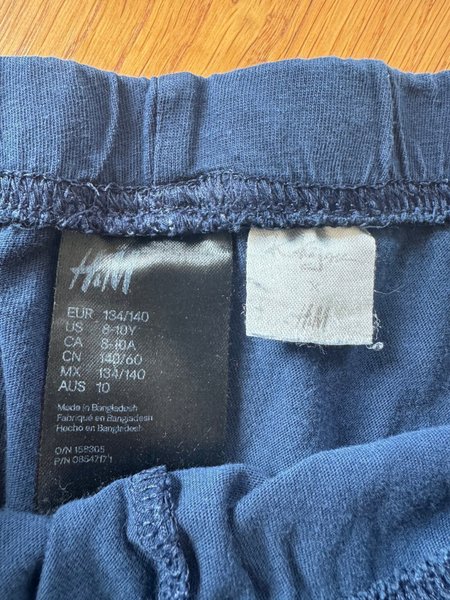 H&M
EUR 134/140
US 8-10Y
CA 8-10A
CN 140/60
MX 134/140
AUS 10
Made in Bangladesh
Fabriqué en Bangladesh
Hecho en Bangladesh
O/N 158305
X
H&M